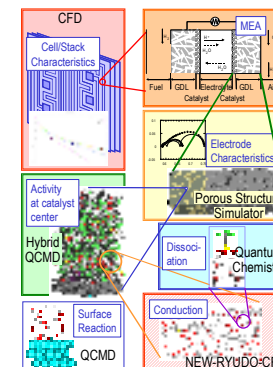 CFD
Cell/Stack
Characteristics
MEA
Fuel
GDL
Electrolyte
GDL
Catalyst
Catalyst
Electrode
Characteristics
Porous Structure
Simulator
Activity
at catalyst
center
Hybrid
QCMD
Dissoci-
ation
Quantum
Chemist
Surface
Reaction
QCMD
Conduction
NEW-RYUDO-C